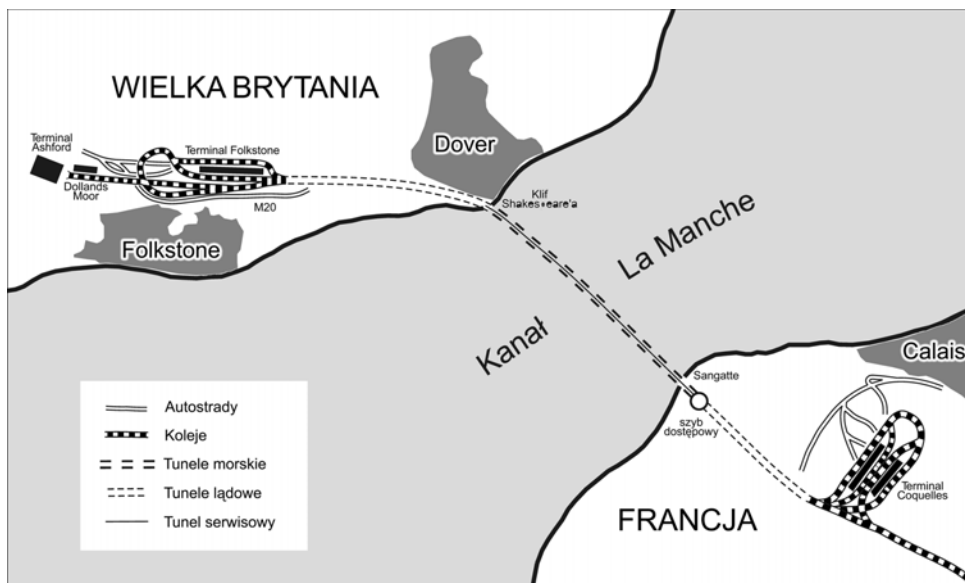 WIELKA BRYTANIA
Terminal
Ashford
Terminal Folkstone
Dollands
Moor
M20
Folkstone
Dover
Klif
La Manche
Kanał
Calais
Sangatte
szyb
dostępowy
Terminal
Coquelles
FRANCJA
Autostrady
Koleje
Tunele morskie
Tunele lądowe
Tunel serwisowy